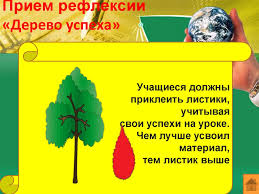 Прием рефлексии
«Дерево успеха»
Учащиеся должны
приклеить листики,
учитывая
свои успехи на уроке.
Чем лучше усвоил
материал,
тем листик выше